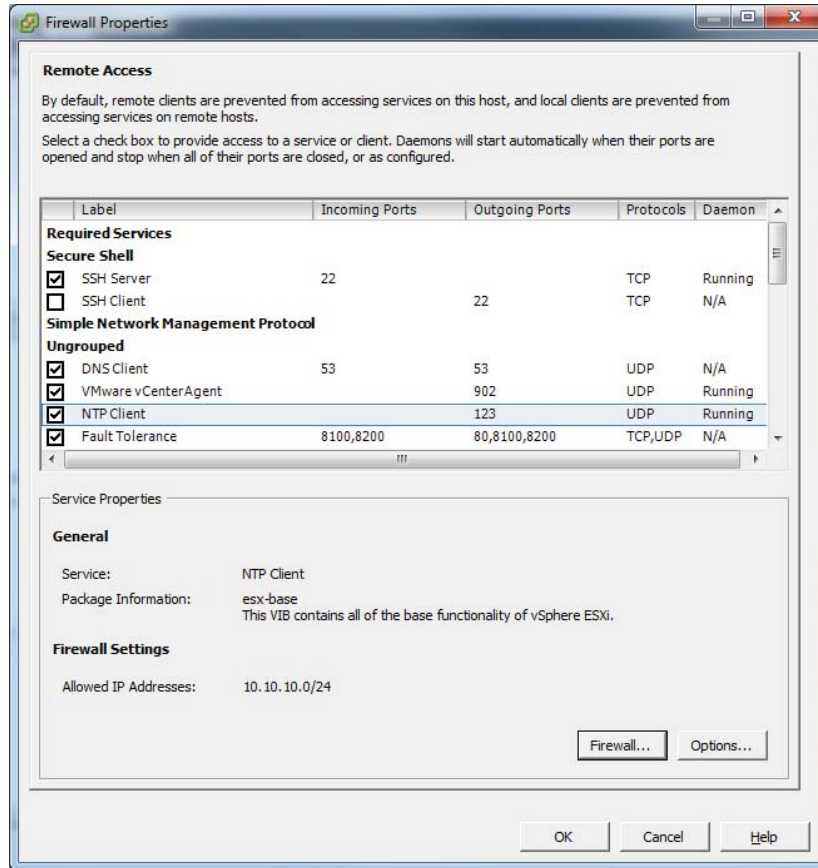 Firewall Properties
Remote Access
By default, remote clients are prevented from accessing services on this host, and local clients are prevented from
accessing services on remote hosts.
Select a check box to provide access to a service or client. Daemons will start automatically when their ports are
opened and stop when all of their ports are closed, or as configured.
Label Incoming Ports Outgoing Ports Protocols Daemon
Required Services
Secure Shell
SSH Server 22 TCP Running
SSH Client 22 TCP N/A
Simple Network Management Protocol
Ungrouped
DNS Client 53 53 UDP N/A
VMware vCenterAgent 902 UDP Running
NTP Client 123 UDP Running
Fault Tolerance 8100,8200 80,8100,8200 TCP,UDP N/A
Service Properties
General
Service: NTP Client
Package Information: esx-base
This VIB contains all of the base functionality of vSphere ESXi.
Firewall Settings
Allowed IP Addresses: 10.10.10.0/24
Firewall... Options...
OK Cancel Help